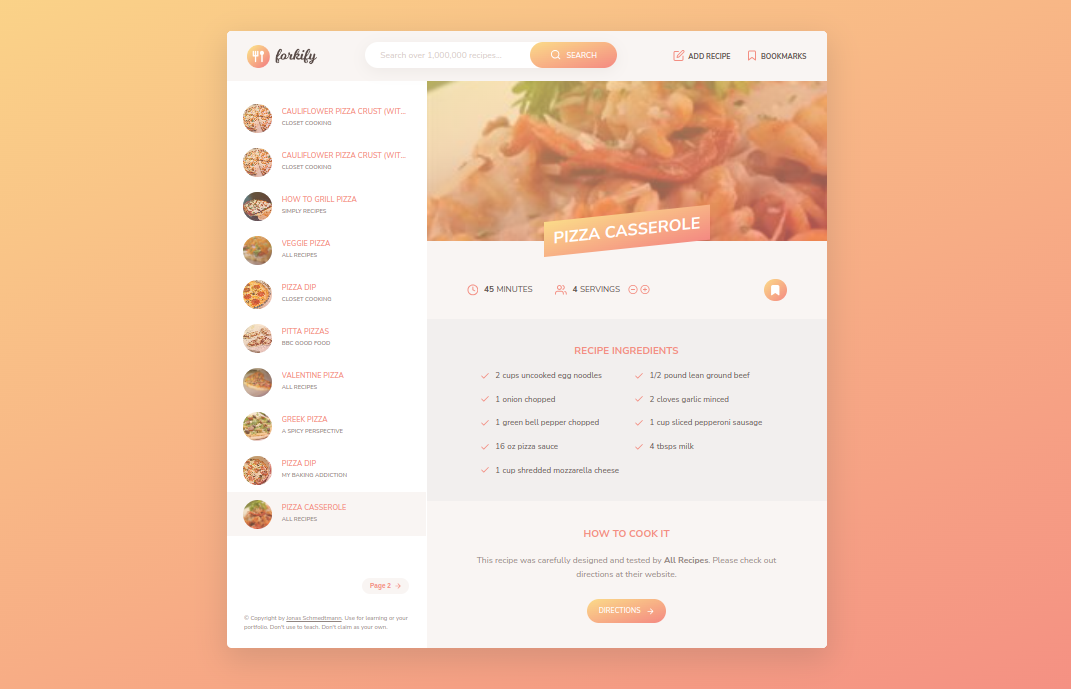 forkify
Search over 1,000,000 recipes...
SEARCH
ADD RECIPE
BOOKMARKS
CAULIFLOWER PIZZA CRUST (WIT...
CLOSET COOKING
CAULIFLOWER PIZZA CRUST (WIT...
CLOSET COOKING
HOW TO GRILL PIZZA
SIMPLY RECIPES
VEGGIE PIZZA
ALL RECIPES
PIZZA DIP
CLOSET COOKING
PITTA PIZZAS
BBC GOOD FOOD
VALENTINE PIZZA
ALL RECIPES
GREEK PIZZA
A SPICY PERSPECTIVE
PIZZA DIP
MY BAKING ADDICTION
PIZZA CASSEROLE
ALL RECIPES
Page 2
© Copyright by Jonas Schmedtmann. Use for learning or your
portfolio. Don't use to teach. Don't claim as your own.
PIZZA CASSEROLE
45 MINUTES
4 SERVINGS
RECIPE INGREDIENTS
2 cups uncooked egg noodles
1/2 pound lean ground beef
1 onion chopped
2 cloves garlic minced
1 green bell pepper chopped
1 cup sliced pepperoni sausage
16 oz pizza sauce
4 tbsps milk
1 cup shredded mozzarella cheese
HOW TO COOK IT
This recipe was carefully designed and tested by All Recipes. Please check out
directions at their website.
DIRECTIONS